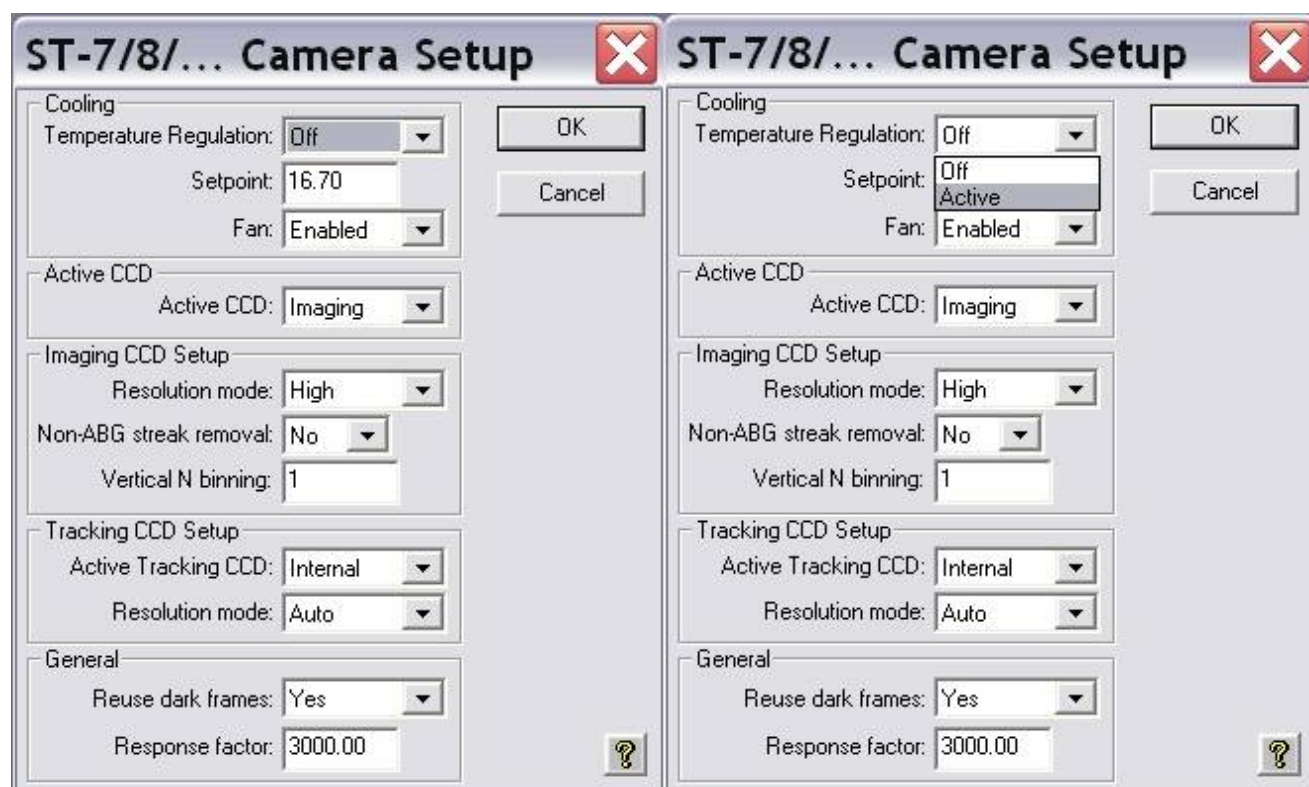 ST-7/8/... Camera Setup
Cooling
Temperature Regulation: Off
OK
Setpoint: 16.70
Cancel
Fan: Enabled
Active CCD
Active CCD: Imaging
Imaging CCD Setup
Resolution mode: High
Non-ABG streak removal: No
Vertical N binning: 1
Tracking CCD Setup
Active Tracking CCD: Internal
Resolution mode: Auto
General
Reuse dark frames: Yes
Response factor: 3000.00
?
ST-7/8/... Camera Setup
Cooling
Temperature Regulation: Off
OK
Setpoint: Off
Active
Cancel
Fan: Enabled
Active CCD
Active CCD: Imaging
Imaging CCD Setup
Resolution mode: High
Non-ABG streak removal: No
Vertical N binning: 1
Tracking CCD Setup
Active Tracking CCD: Internal
Resolution mode: Auto
General
Reuse dark frames: Yes
Response factor: 3000.00
?